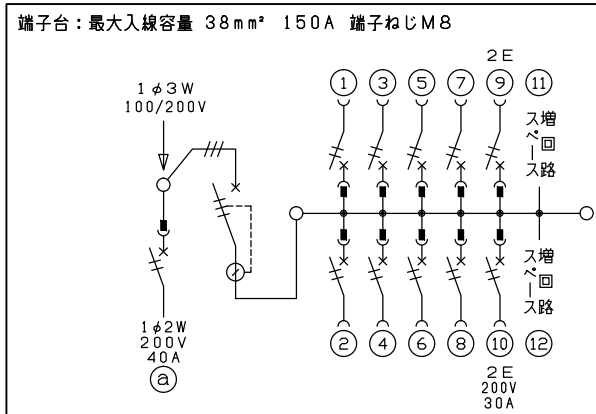 端子台：最大入線容量 38mm² 150A 端子ねじM8
1φ3W
100/200V
2E
① ③ ⑤ ⑦ ⑨ ⑪
増回路
スペース
増回路
スペース
② ④ ⑥ ⑧ ⑩ ⑫
2E
200V
30A
1φ2W
200V
40A
ⓐ